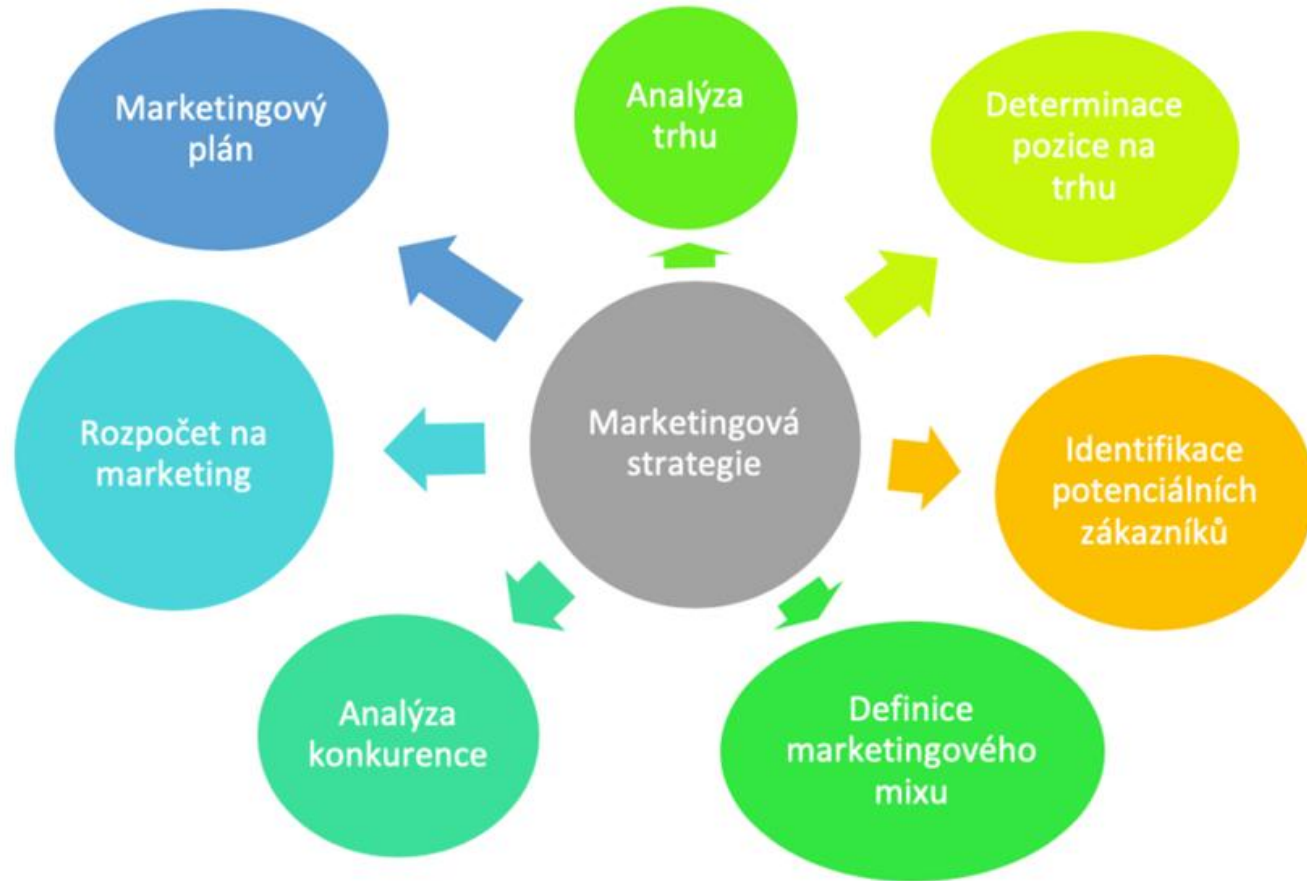 Marketingový
plán
Analýza
trhu
Determinace
pozice na
trhu
Rozpočet na
marketing
Marketingová
strategie
Identifikace
potenciálních
zákazníků
Analýza
konkurence
Definice
marketingového
mixu